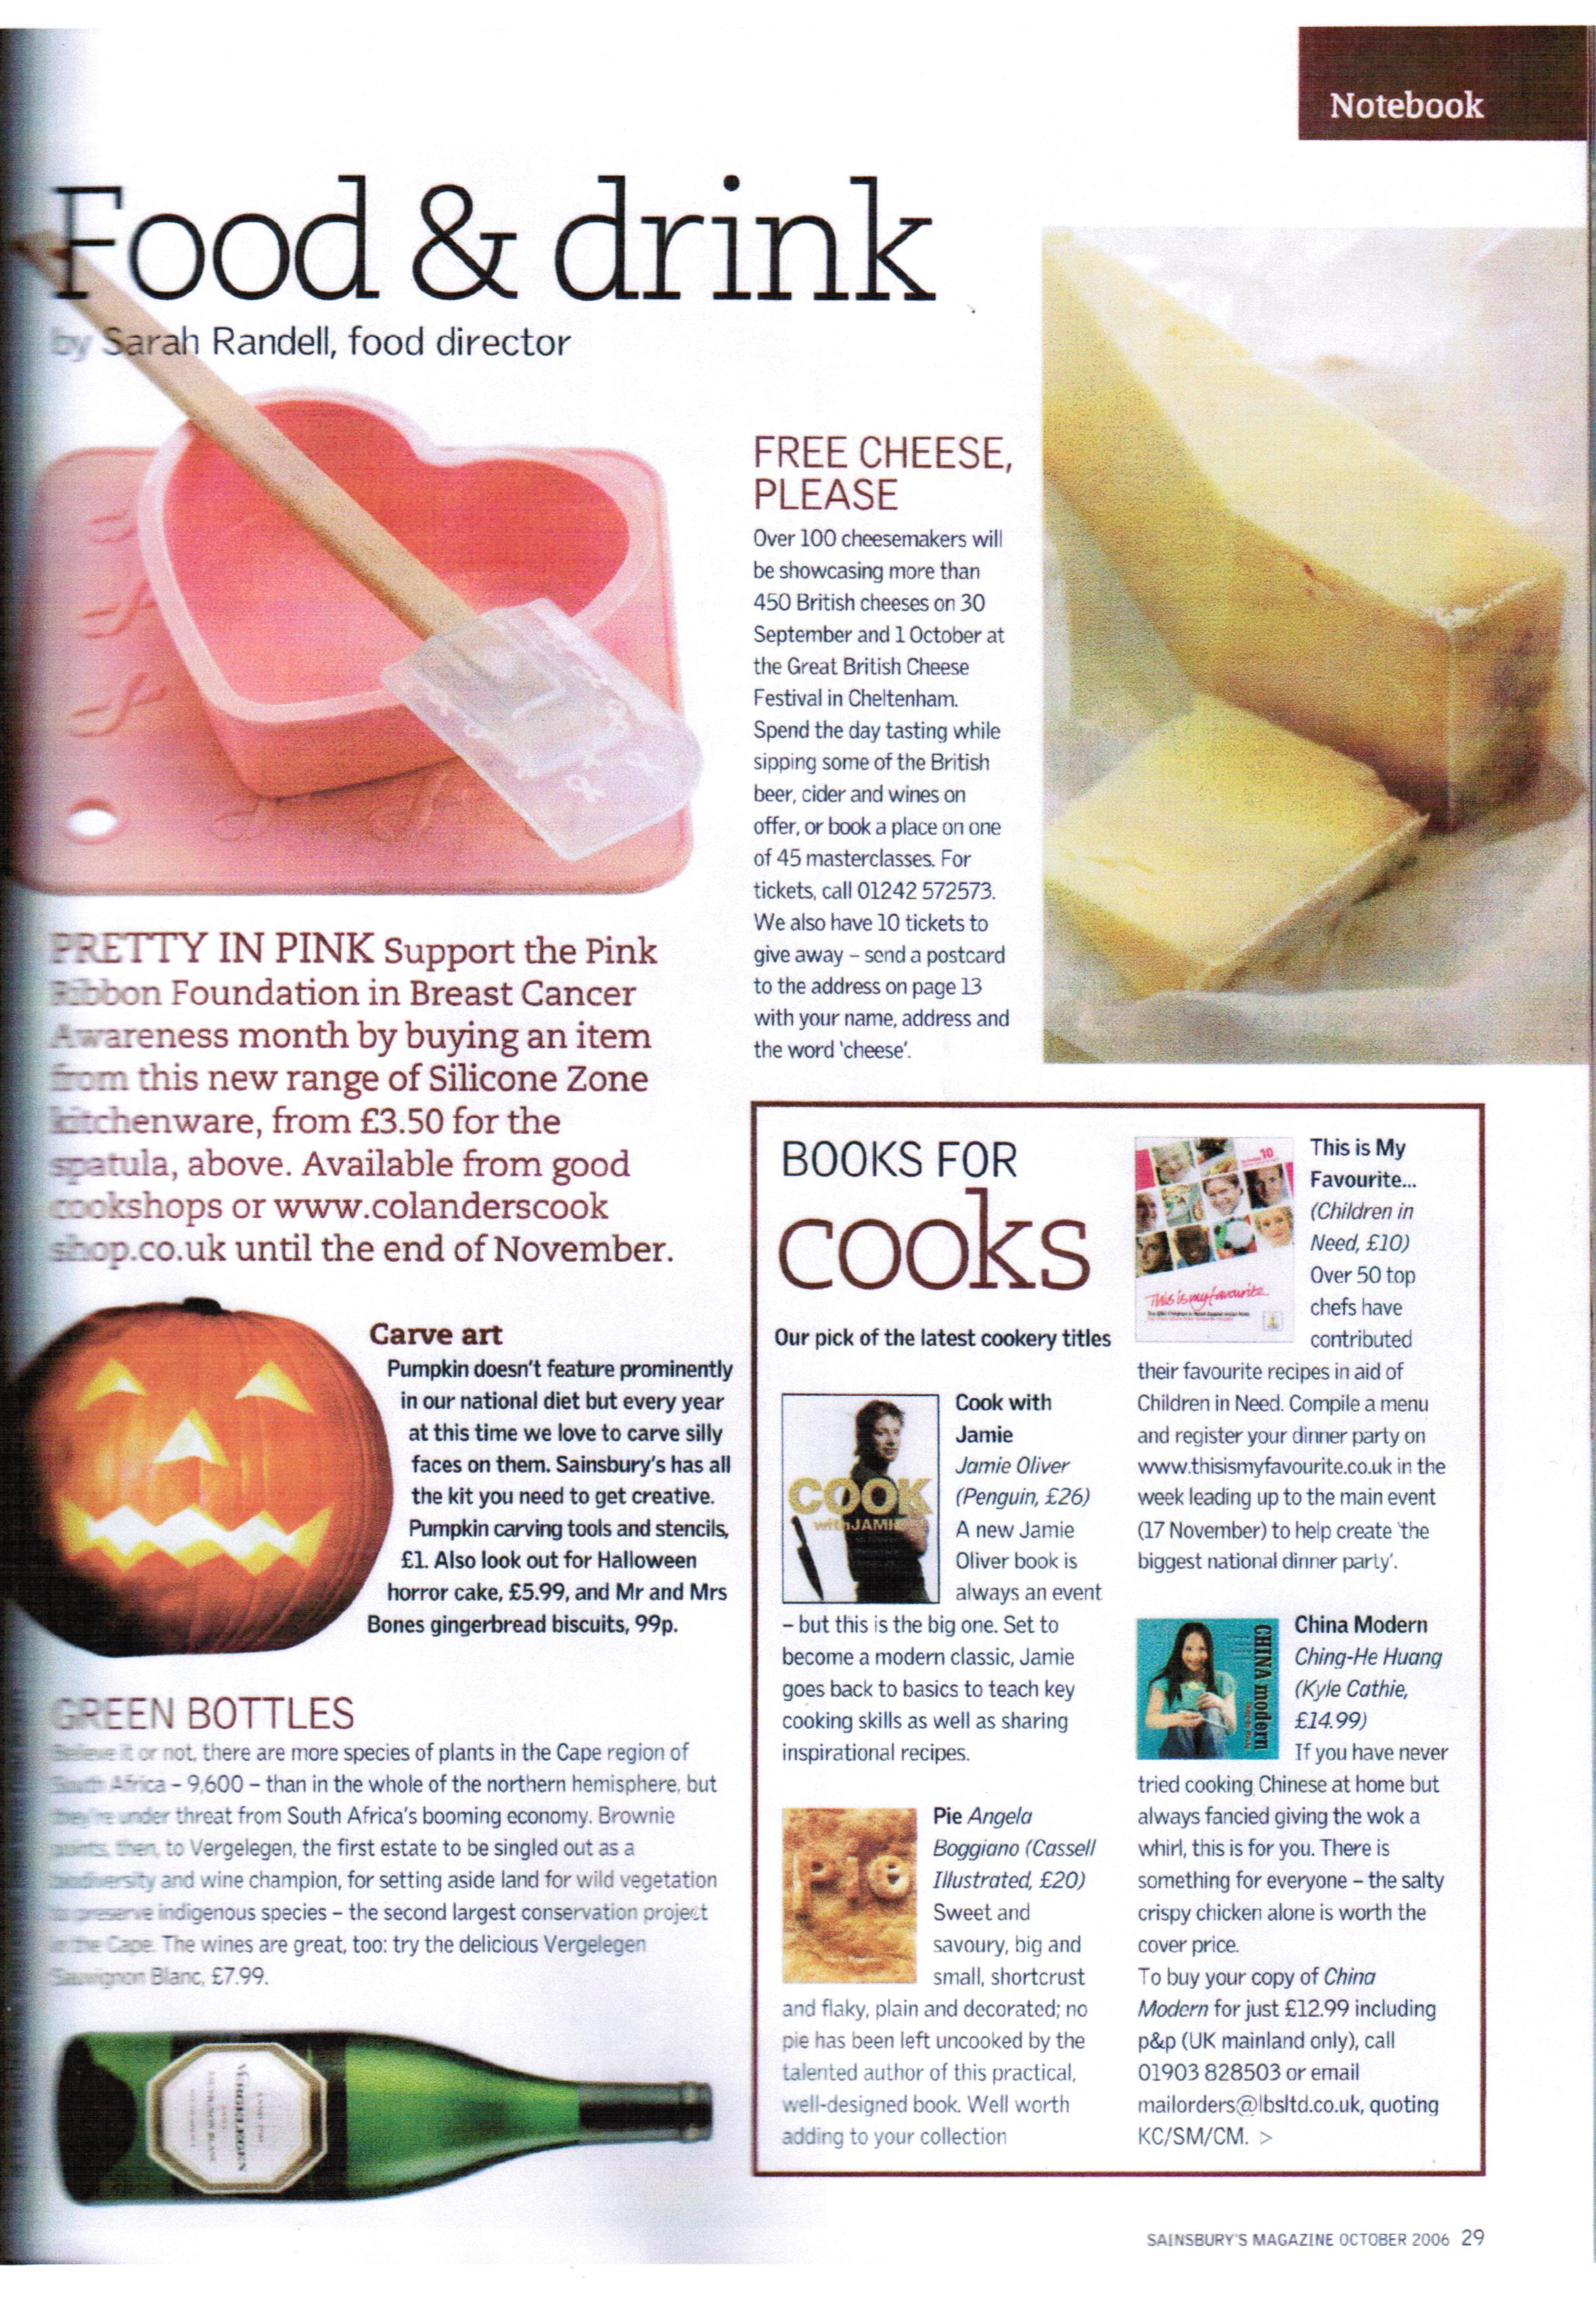 Notebook
Food & drink
by Sarah Randell, food director
PRETTY IN PINK Support the Pink
Ribbon Foundation in Breast Cancer
Awareness month by buying an item
from this new range of Silicone Zone
kitchenware, from £3.50 for the
spatula, above. Available from good
cookshops or www.colanderscook
shop.co.uk until the end of November.
Carve art
Pumpkin doesn't feature prominently
in our national diet but every year
at this time we love to carve silly
faces on them. Sainsbury's has all
the kit you need to get creative.
Pumpkin carving tools and stencils,
£1. Also look out for Halloween
horror cake, £5.99, and Mr and Mrs
Bones gingerbread biscuits, 99p.
GREEN BOTTLES
Believe it or not, there are more species of plants in the Cape region of
South Africa – 9,600 – than in the whole of the northern hemisphere, but
they're under threat from South Africa's booming economy. Brownie
points, then, to Vergelegen, the first estate to be singled out as a
biodiversity and wine champion, for setting aside land for wild vegetation
to preserve indigenous species – the second largest conservation project
in the Cape. The wines are great, too: try the delicious Vergelegen
Sauvignon Blanc, £7.99.
VERGELEGEN
FREE CHEESE,
PLEASE
Over 100 cheesemakers will
be showcasing more than
450 British cheeses on 30
September and 1 October at
the Great British Cheese
Festival in Cheltenham.
Spend the day tasting while
sipping some of the British
beer, cider and wines on
offer, or book a place on one
of 45 masterclasses. For
tickets, call 01242 572573.
We also have 10 tickets to
give away – send a postcard
to the address on page 13
with your name, address and
the word 'cheese'.
BOOKS FOR
cooks
Our pick of the latest cookery titles
COOK
with JAMIE
Cook with
Jamie
Jamie Oliver
(Penguin, £26)
A new Jamie
Oliver book is
always an event
– but this is the big one. Set to
become a modern classic, Jamie
goes back to basics to teach key
cooking skills as well as sharing
inspirational recipes.
Pie
Pie Angela
Boggiano (Cassell
Illustrated, £20)
Sweet and
savoury, big and
small, shortcrust
and flaky, plain and decorated; no
pie has been left uncooked by the
talented author of this practical,
well-designed book. Well worth
adding to your collection
10
This is my favourite...
This is My
Favourite...
(Children in
Need, £10)
Over 50 top
chefs have
contributed
their favourite recipes in aid of
Children in Need. Compile a menu
and register your dinner party on
www.thisismyfavourite.co.uk in the
week leading up to the main event
(17 November) to help create 'the
biggest national dinner party'.
CHINA modern
China Modern
Ching-He Huang
(Kyle Cathie,
£14.99)
If you have never
tried cooking Chinese at home but
always fancied giving the wok a
whirl, this is for you. There is
something for everyone – the salty
crispy chicken alone is worth the
cover price.
To buy your copy of China
Modern for just £12.99 including
p&p (UK mainland only), call
01903 828503 or email
mailorders@lbsltd.co.uk, quoting
KC/SM/CM. >
SAINSBURY'S MAGAZINE OCTOBER 2006 29